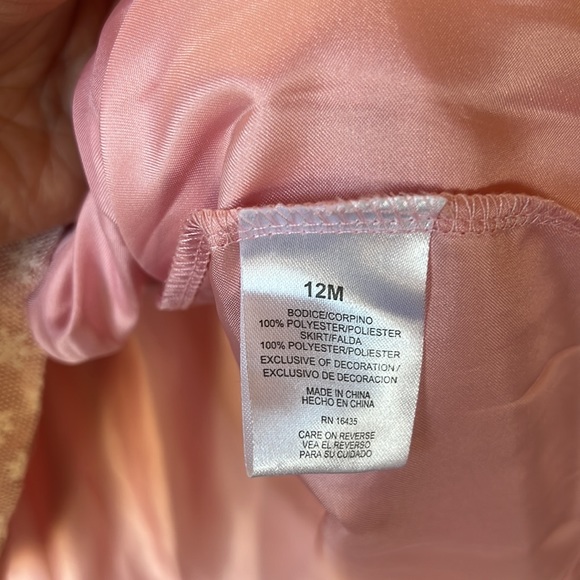 12M
BODICE/CORPINO
100% POLYESTER/POLIESTER
SKIRT/FALDA
100% POLYESTER/POLIESTER
EXCLUSIVE OF DECORATION/
EXCLUSIVO DE DECORACION
MADE IN CHINA
HECHO EN CHINA
RN 16435
CARE ON REVERSE
VEA EL REVERSO
PARA SU CUIDADO